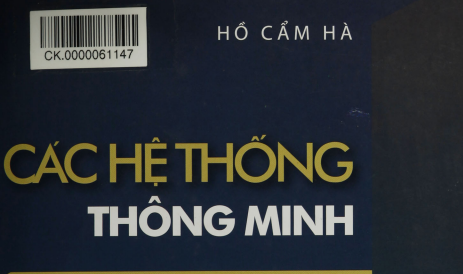 CK.0000061147
HỒ CẨM HÀ
CÁC HỆ THỐNG
THÔNG MINH